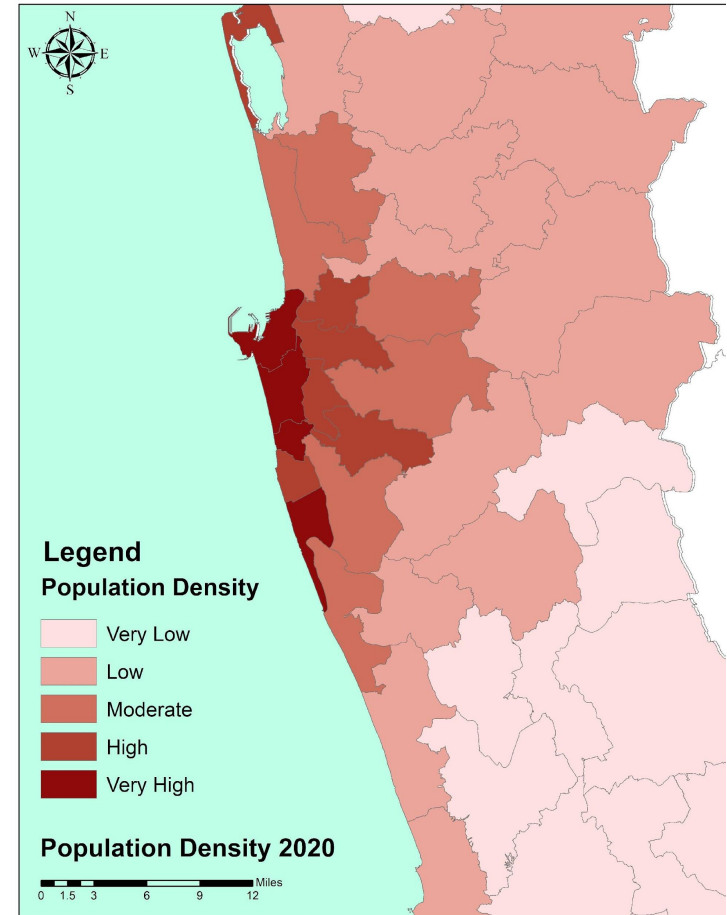 N
W E
S
Legend
Population Density
Very Low
Low
Moderate
High
Very High
Population Density 2020
Miles
0 1.5 3 6 9 12